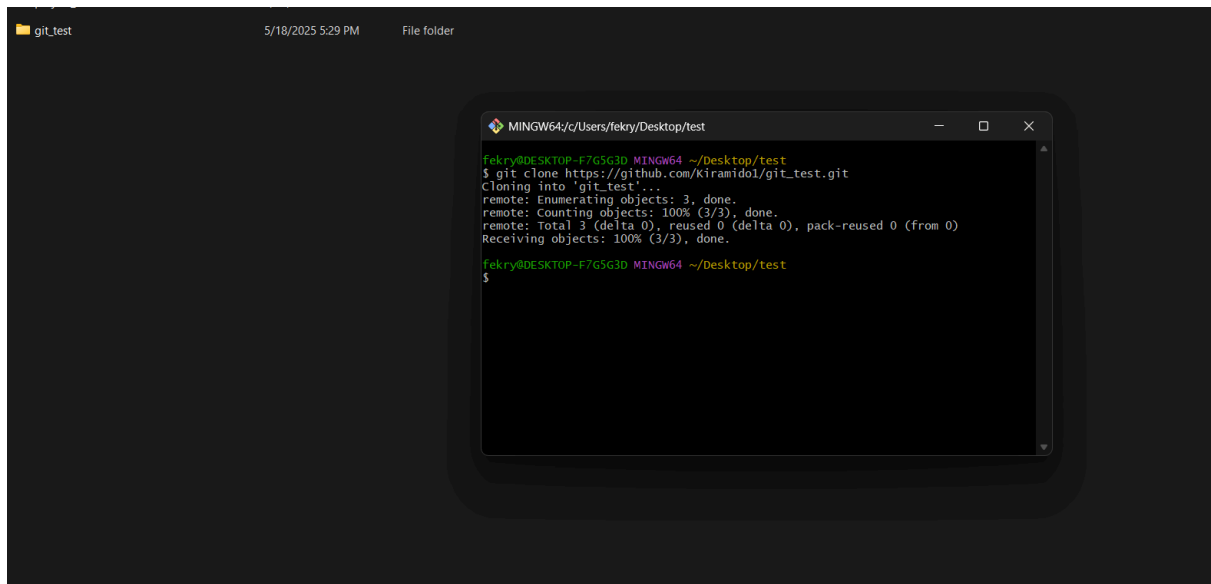 git_test 5/18/2025 5:29 PM File folder
MINGW64:/c/Users/fekry/Desktop/test
fekry@DESKTOP-F7G5G3D MINGW64 ~/Desktop/test
$ git clone https://github.com/Kiramido1/git_test.git
Cloning into 'git_test'...
remote: Enumerating objects: 3, done.
remote: Counting objects: 100% (3/3), done.
remote: Total 3 (delta 0), reused 0 (delta 0), pack-reused 0 (from 0)
Receiving objects: 100% (3/3), done.
fekry@DESKTOP-F7G5G3D MINGW64 ~/Desktop/test
$